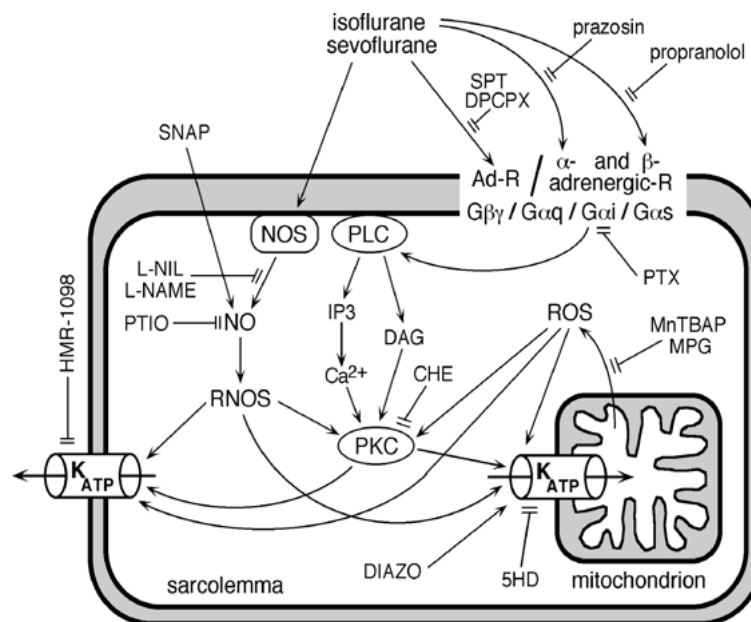 isoflurane
sevoflurane
prazosin
propranolol
SPT
DPCPX
SNAP
Ad-R / α- and β-
adrenergic-R
Gβγ / Gαq / Gαi / Gαs
NOS
PLC
PTX
L-NIL
L-NAME
PTIO
NO
IP3
DAG
ROS
MnTBAP
MPG
HMR-1098
Ca2+
CHE
RNOS
PKC
KATP
KATP
DIAZO
5HD
sarcolemma
mitochondrion